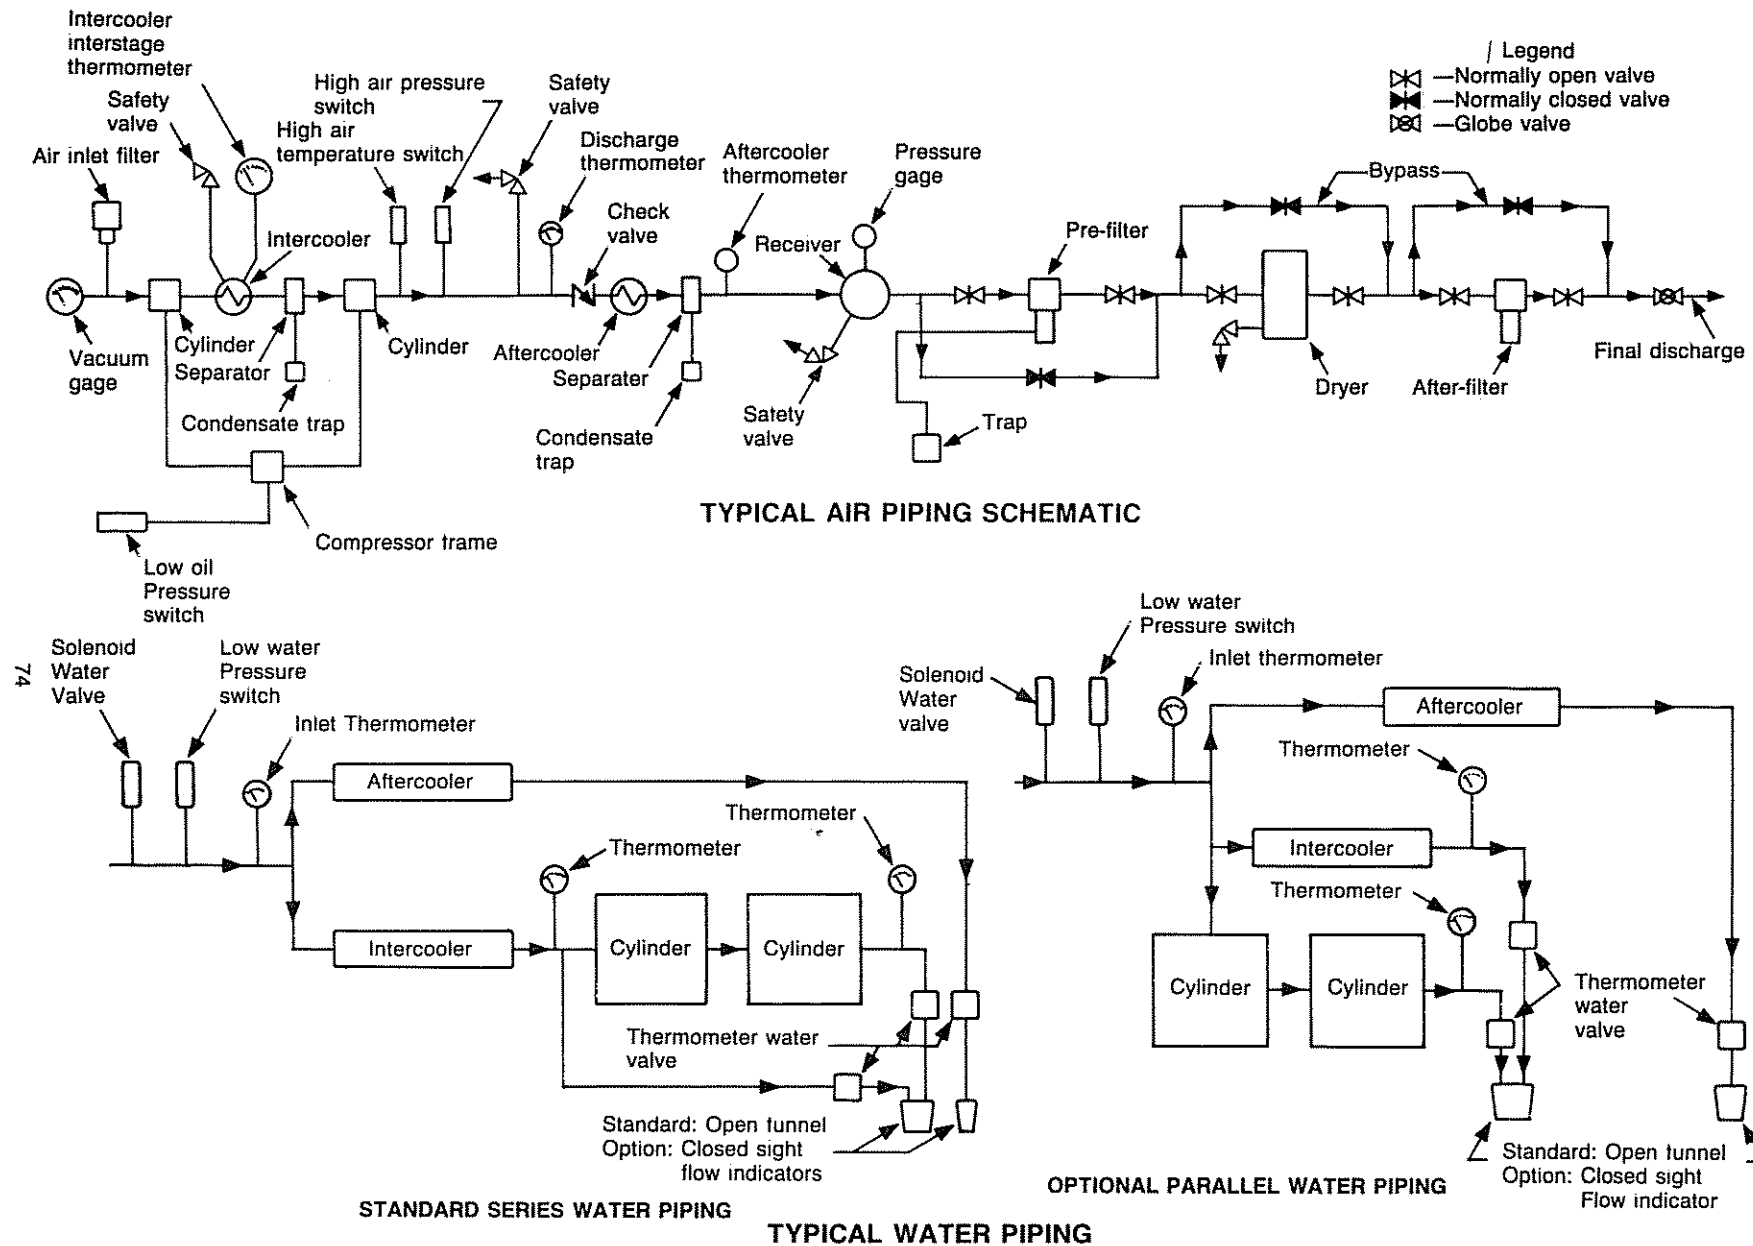 Intercooler
interstage
thermometer
Safety
valve
Air inlet filter
High air pressure
switch
High air
temperature switch
Safety
valve
Discharge
thermometer
Aftercooler
thermometer
Pressure
gage
Legend
—Normally open valve
—Normally closed valve
—Globe valve
Bypass
Intercooler
Check
valve
Receiver
Pre-filter
Vacuum
gage
Cylinder
Separator
Condensate trap
Cylinder
Aftercooler
Separater
Condensate
trap
Satety
valve
Trap
Dryer
After-filter
Final discharge
Compressor trame
Low oil
Pressure
switch
TYPICAL AIR PIPING SCHEMATIC
74
Solenoid
Water
Valve
Low water
Pressure
switch
Inlet Thermometer
Aftercooler
Thermometer
Thermometer
Intercooler
Cylinder
Cylinder
Thermometer water
valve
Standard: Open tunnel
Option: Closed sight
flow indicators
STANDARD SERIES WATER PIPING
Low water
Pressure switch
Solenoid
Water
valve
Inlet thermometer
Aftercooler
Thermometer
Intercooler
Thermometer
Cylinder
Cylinder
Thermometer
water
valve
Standard: Open tunnel
Option: Closed sight
Flow indicator
OPTIONAL PARALLEL WATER PIPING
TYPICAL WATER PIPING